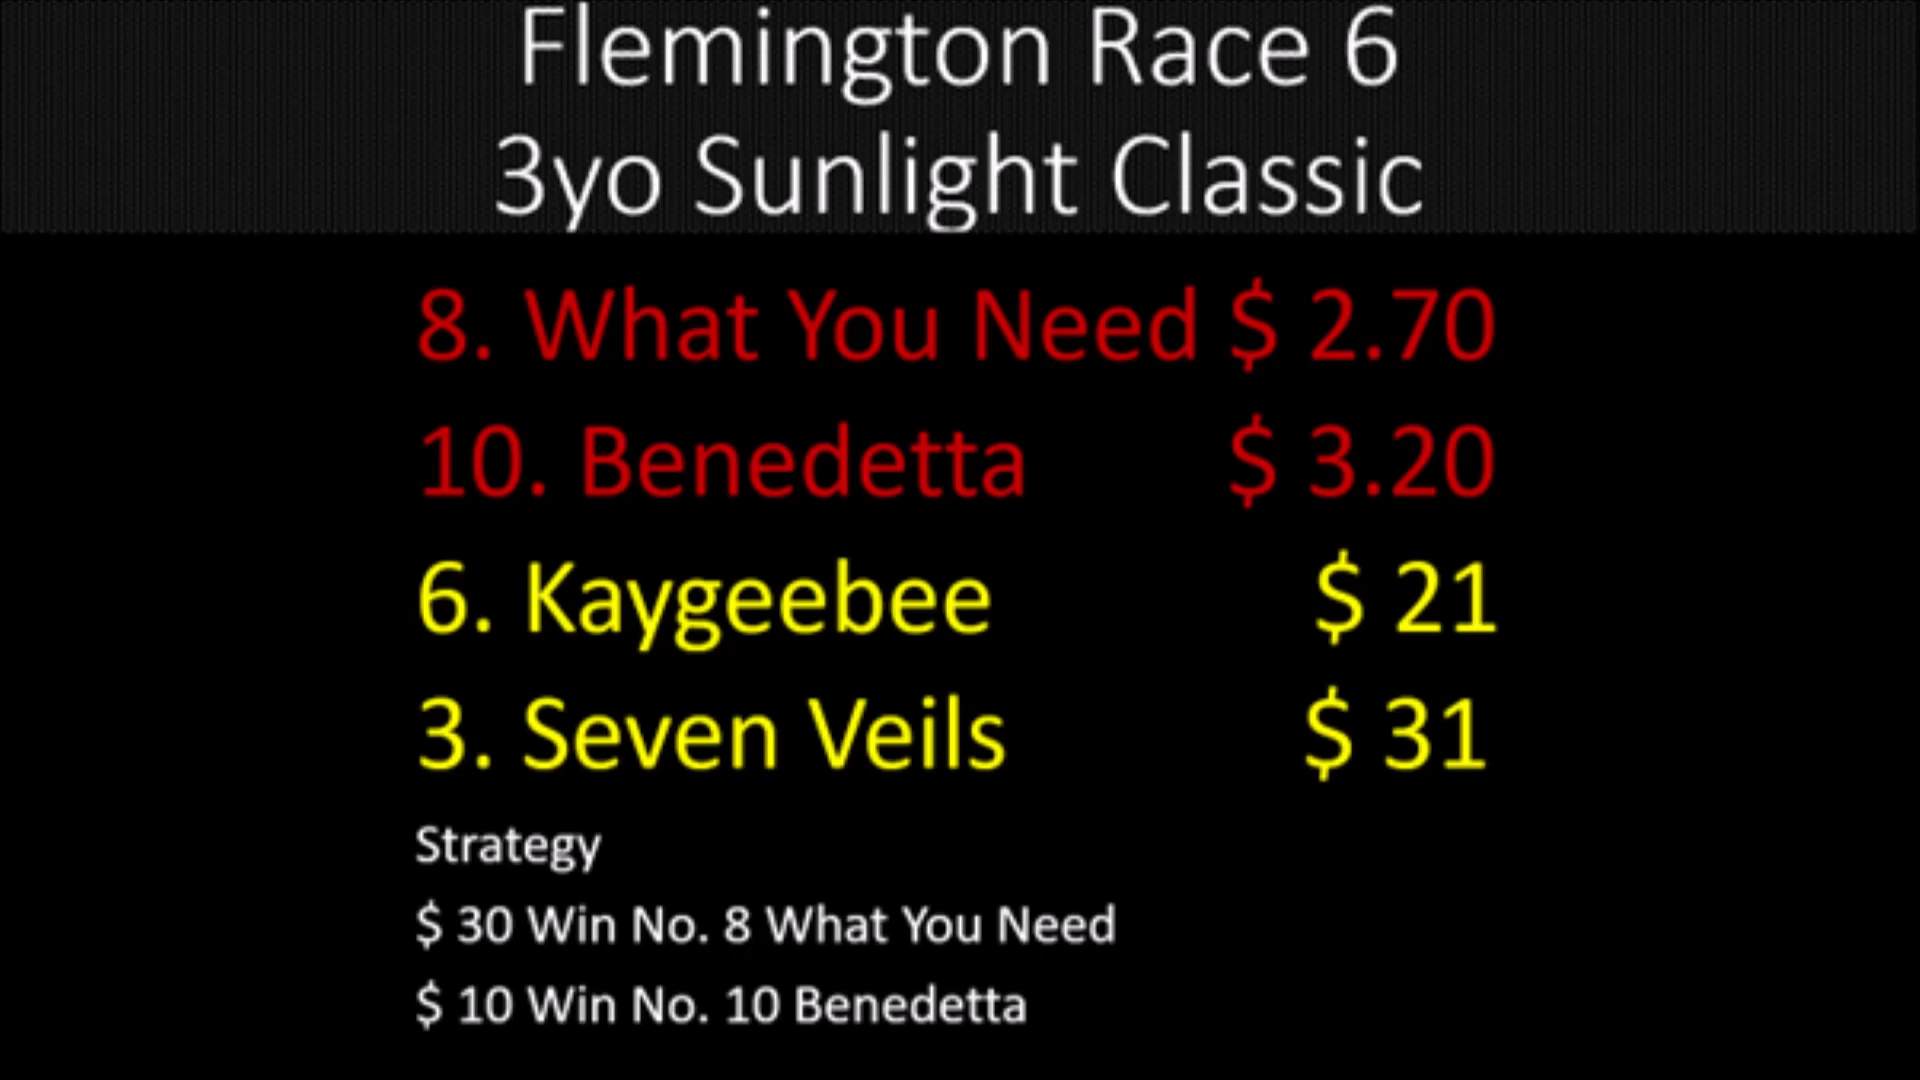 Flemington Race 6
3yo Sunlight Classic
8. What You Need $ 2.70
10. Benedetta $ 3.20
6. Kaygeebee $ 21
3. Seven Veils $ 31
Strategy
$ 30 Win No. 8 What You Need
$ 10 Win No. 10 Benedetta